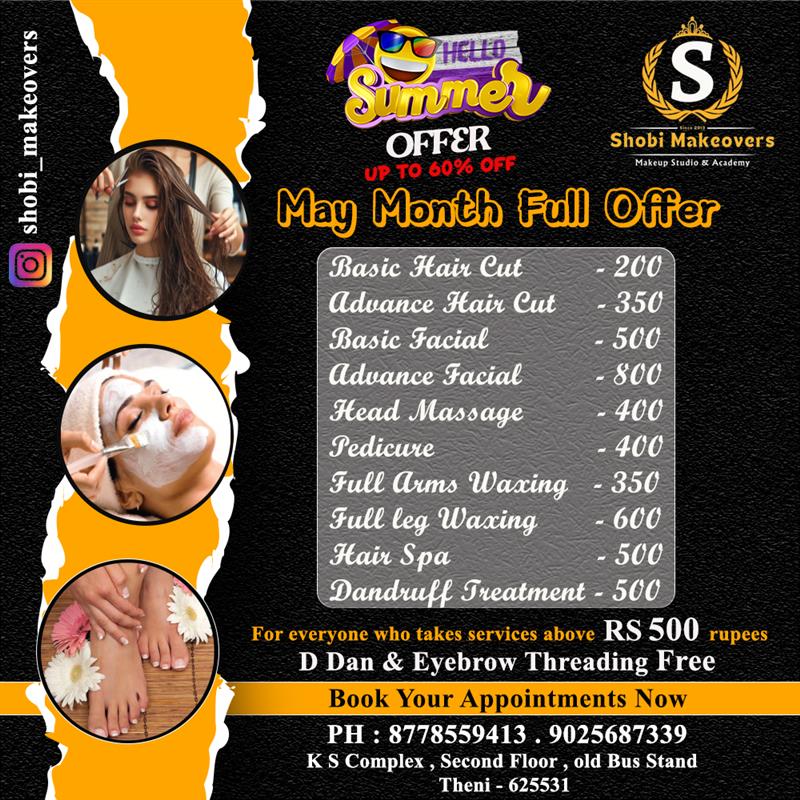 shobi_makeovers
HELLO
Summer
OFFER
UP TO 60% OFF
S
Since 2013
Shobi Makeovers
Makeup Studio & Academy
May Month Full Offer
Basic Hair Cut - 200
Advance Hair Cut - 350
Basic Facial - 500
Advance Facial - 800
Head Massage - 400
Pedicure - 400
Full Arms Waxing - 350
Full leg Waxing - 600
Hair Spa - 500
Dandruff Treatment - 500
For everyone who takes services above RS 500 rupees
D Dan & Eyebrow Threading Free
Book Your Appointments Now
PH : 8778559413 . 9025687339
K S Complex , Second Floor , old Bus Stand
Theni - 625531